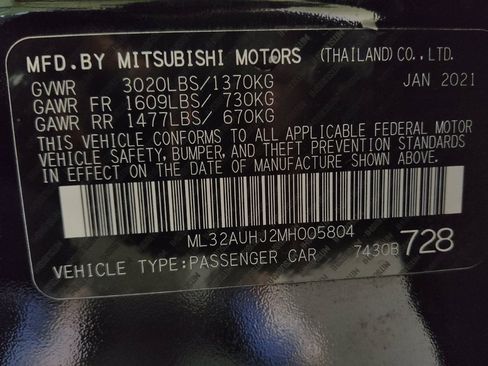 MFD.BY MITSUBISHI MOTORS (THAILAND) CO., LTD.
GVWR 3020LBS/1370KG JAN 2021
GAWR FR 1609LBS/ 730KG
GAWR RR 1477LBS/ 670KG
THIS VEHICLE CONFORMS TO ALL APPLICABLE FEDERAL MOTOR
VEHICLE SAFETY, BUMPER, AND THEFT PREVENTION STANDARDS
IN EFFECT ON THE DATE OF MANUFACTURE SHOWN ABOVE.
ML32AUHJ2MH005804
VEHICLE TYPE:PASSENGER CAR 7430B 728